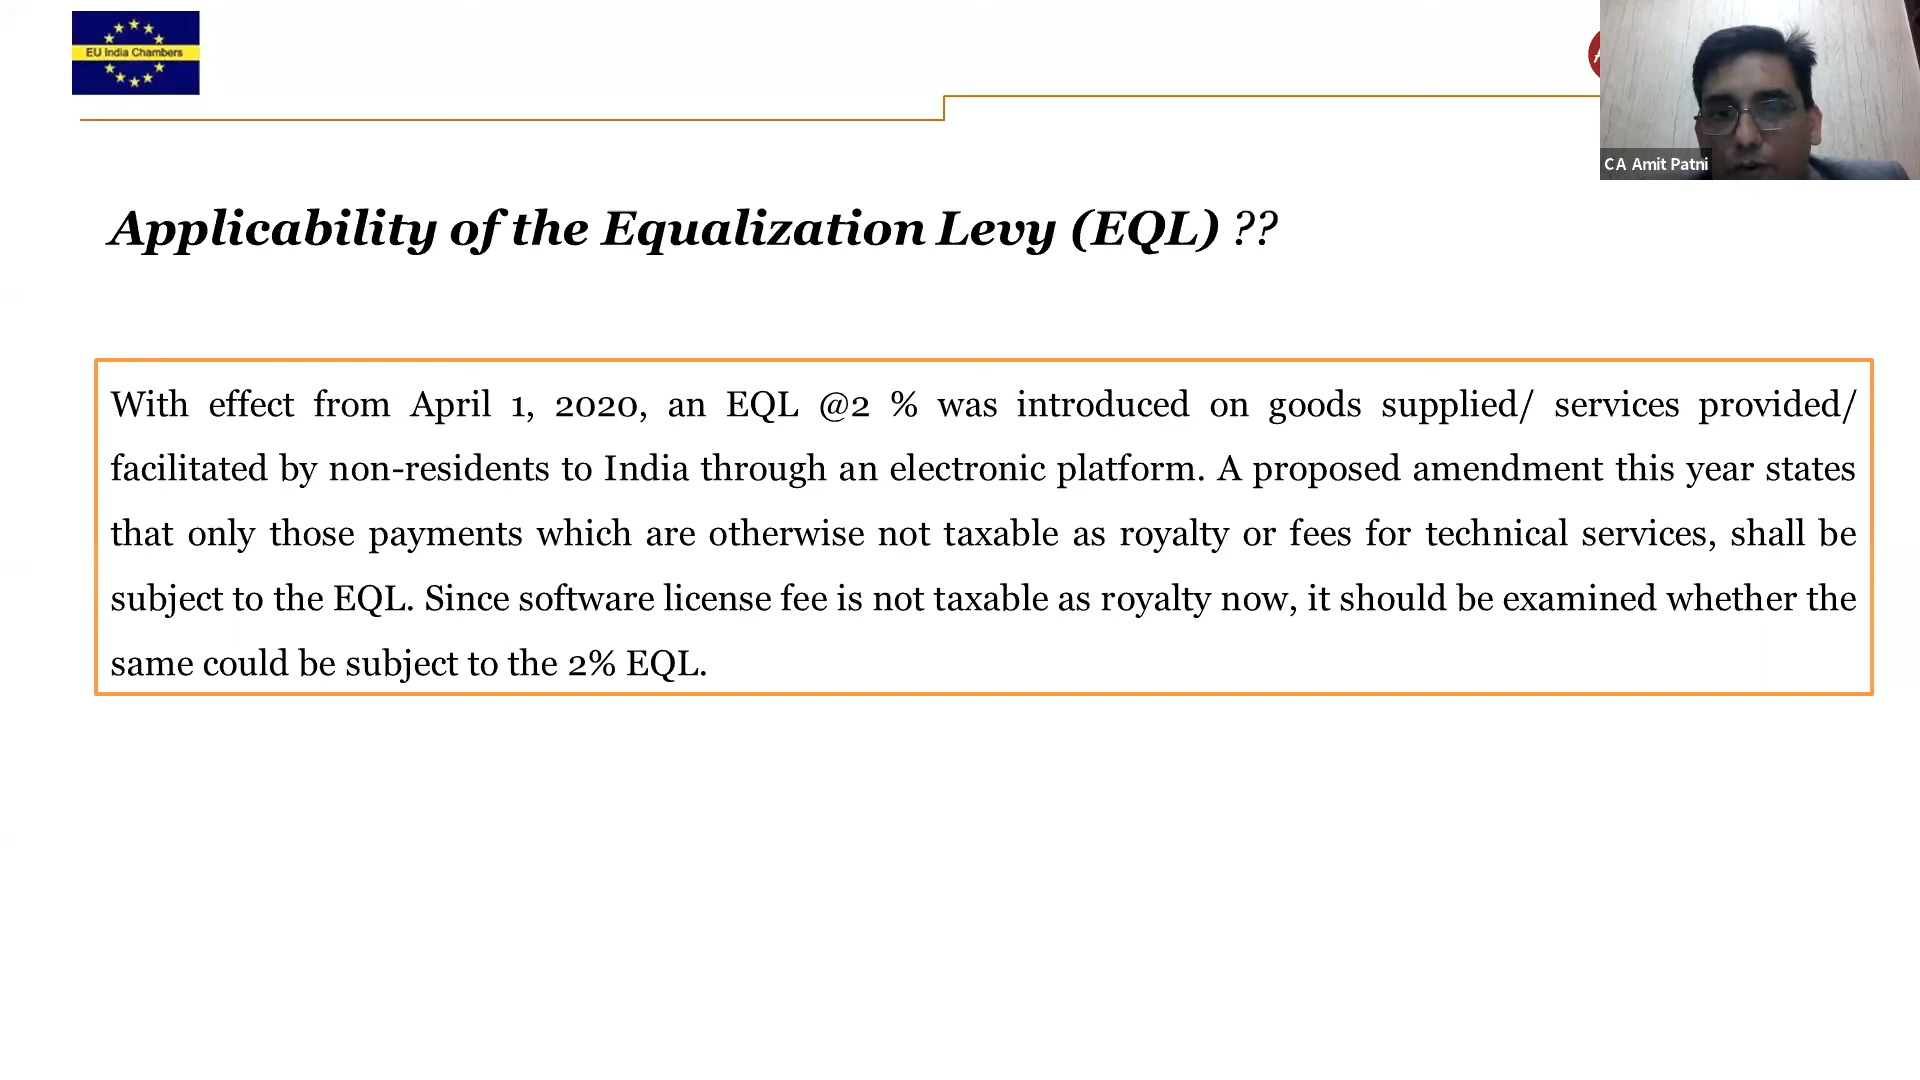 EU India Chambers
CA Amit Patni
Applicability of the Equalization Levy (EQL) ??
With effect from April 1, 2020, an EQL @2 % was introduced on goods supplied/ services provided/
facilitated by non-residents to India through an electronic platform. A proposed amendment this year states
that only those payments which are otherwise not taxable as royalty or fees for technical services, shall be
subject to the EQL. Since software license fee is not taxable as royalty now, it should be examined whether the
same could be subject to the 2% EQL.